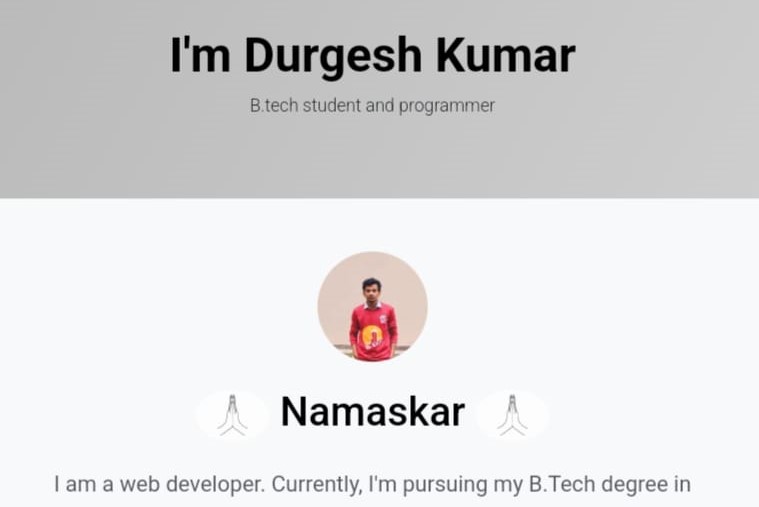 I'm Durgesh Kumar
B.tech student and programmer
Namaskar
I am a web developer. Currently, I'm pursuing my B.Tech degree in